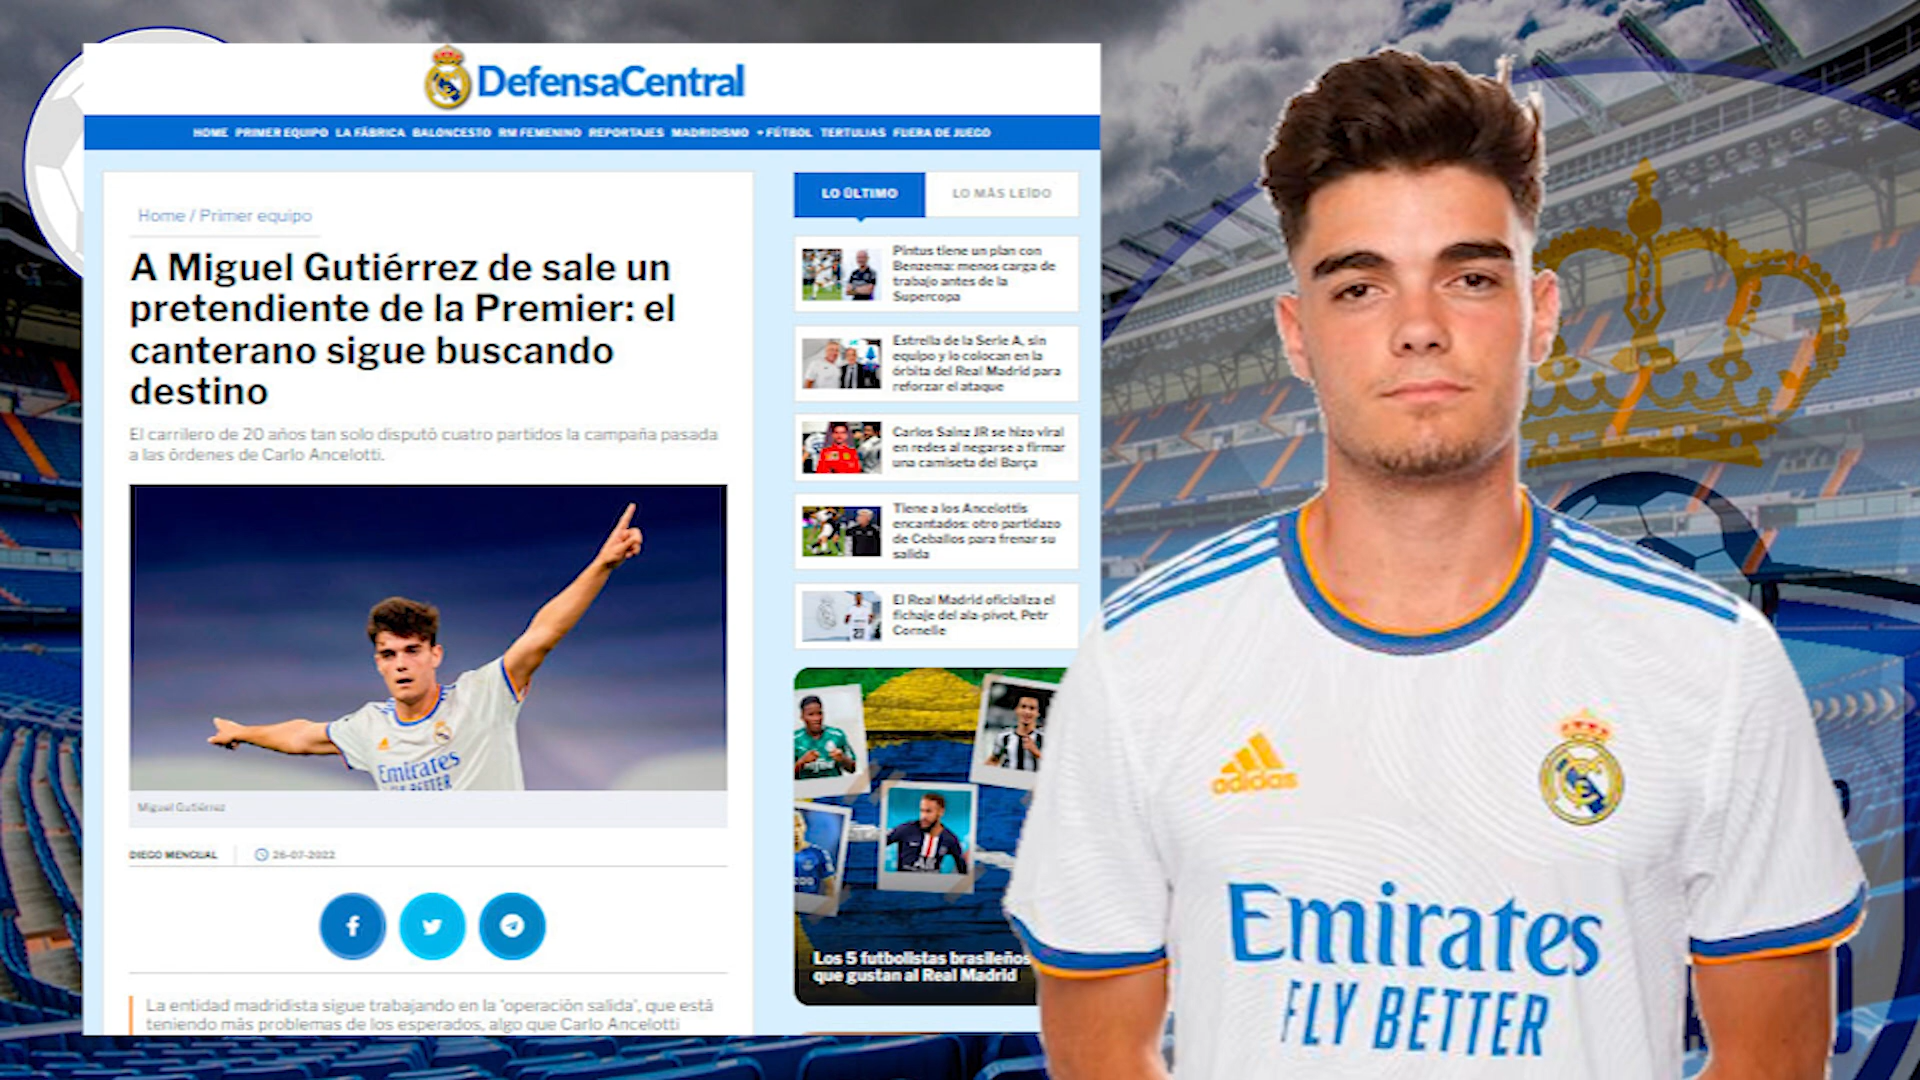 DefensaCentral
HOME PRIMER EQUIPO LA FÁBRICA BALONCESTO RM FEMENINO REPORTAJES MADRIDISMO + FÚTBOL TERTULIAS FUERA DE JUEGO
Home / Primer equipo
A Miguel Gutiérrez de sale un
pretendiente de la Premier: el
canterano sigue buscando
destino
El carrilero de 20 años tan solo disputó cuatro partidos la campaña pasada
a las órdenes de Carlo Ancelotti.
Emirates
FLY BETTER
Miguel Gutiérrez
DIEGO MENGUAL
26-07-2022
La entidad madridista sigue trabajando en la "operación salida", que está
teniendo más problemas de los esperados, algo que Carlo Ancelotti
LO ÚLTIMO
LO MÁS LEÍDO
Pintus tiene un plan con
Benzema: menos carga de
trabajo antes de la
Supercopa
Estrella de la Serie A, sin
equipo y lo colocan en la
órbita del Real Madrid para
reforzar el ataque
Carlos Sainz JR se hizo viral
en redes al negarse a firmar
una camiseta del Barça
Tiene a los Ancelottis
encantados: otro partidazo
de Ceballos para frenar su
salida
El Real Madrid oficializa el
fichaje del ala-pívot, Petr
Cornelie
Los 5 futbolistas brasileños
que gustan al Real Madrid
adidas
Emirates
FLY BETTER